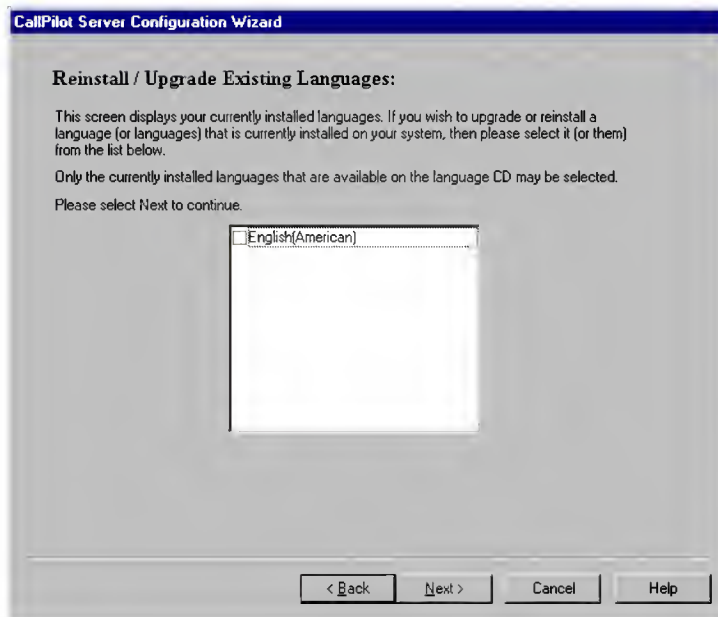 CallPilot Server Configuration Wizard
Reinstall / Upgrade Existing Languages:
This screen displays your currently installed languages. If you wish to upgrade or reinstall a
language (or languages) that is currently installed on your system, then please select it (or them)
from the list below.
Only the currently installed languages that are available on the language CD may be selected.
Please select Next to continue.
English(American)
< Back Next > Cancel Help